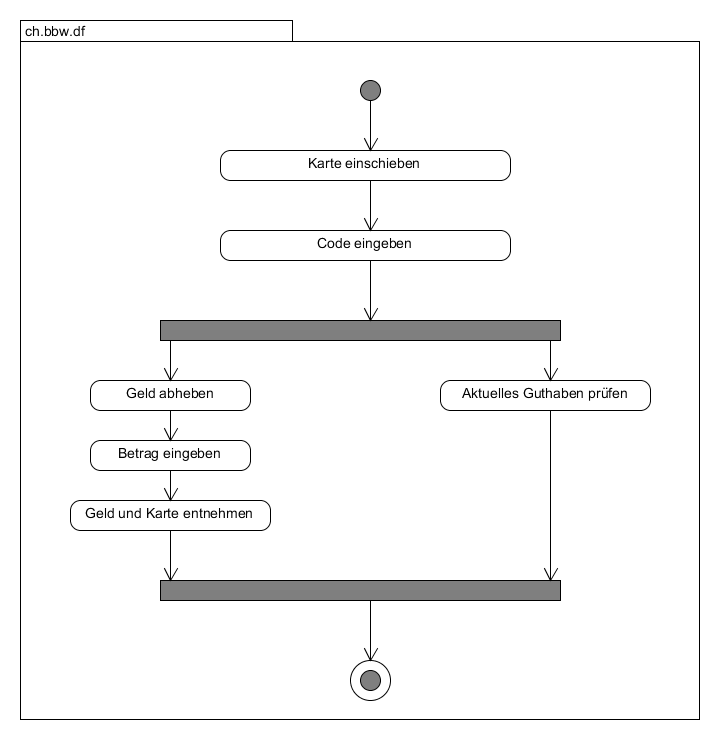 ch.bbw.df
Karte einschieben
Code eingeben
Geld abheben
Aktuelles Guthaben prüfen
Betrag eingeben
Geld und Karte entnehmen